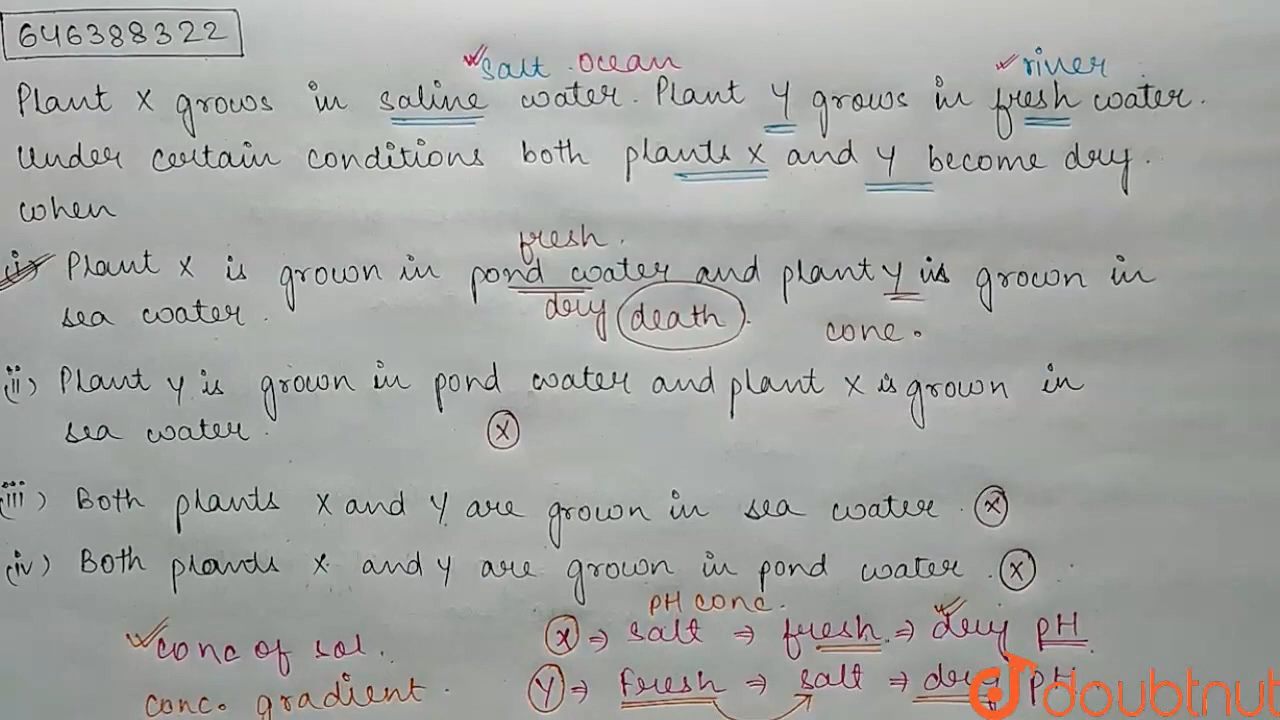 646388322
salt ocean river
Plant X grows in saline water. Plant Y grows in fresh water.
Under certain conditions both plants X and Y become dry.
when
fresh.
(i) Plant X is grown in pond water and plant Y is grown in
sea water. dry death conc.
(ii) Plant Y is grown in pond water and plant X is grown in
sea water. X
(iii) Both plants X and Y are grown in sea water. X
(iv) Both plands X and Y are grown in pond water. X
PH conc.
conc of sol. X ⇒ salt ⇒ fresh ⇒ dry pH
conc. gradient. Y ⇒ Fresh ⇒ salt ⇒ dry pH
doubtnut